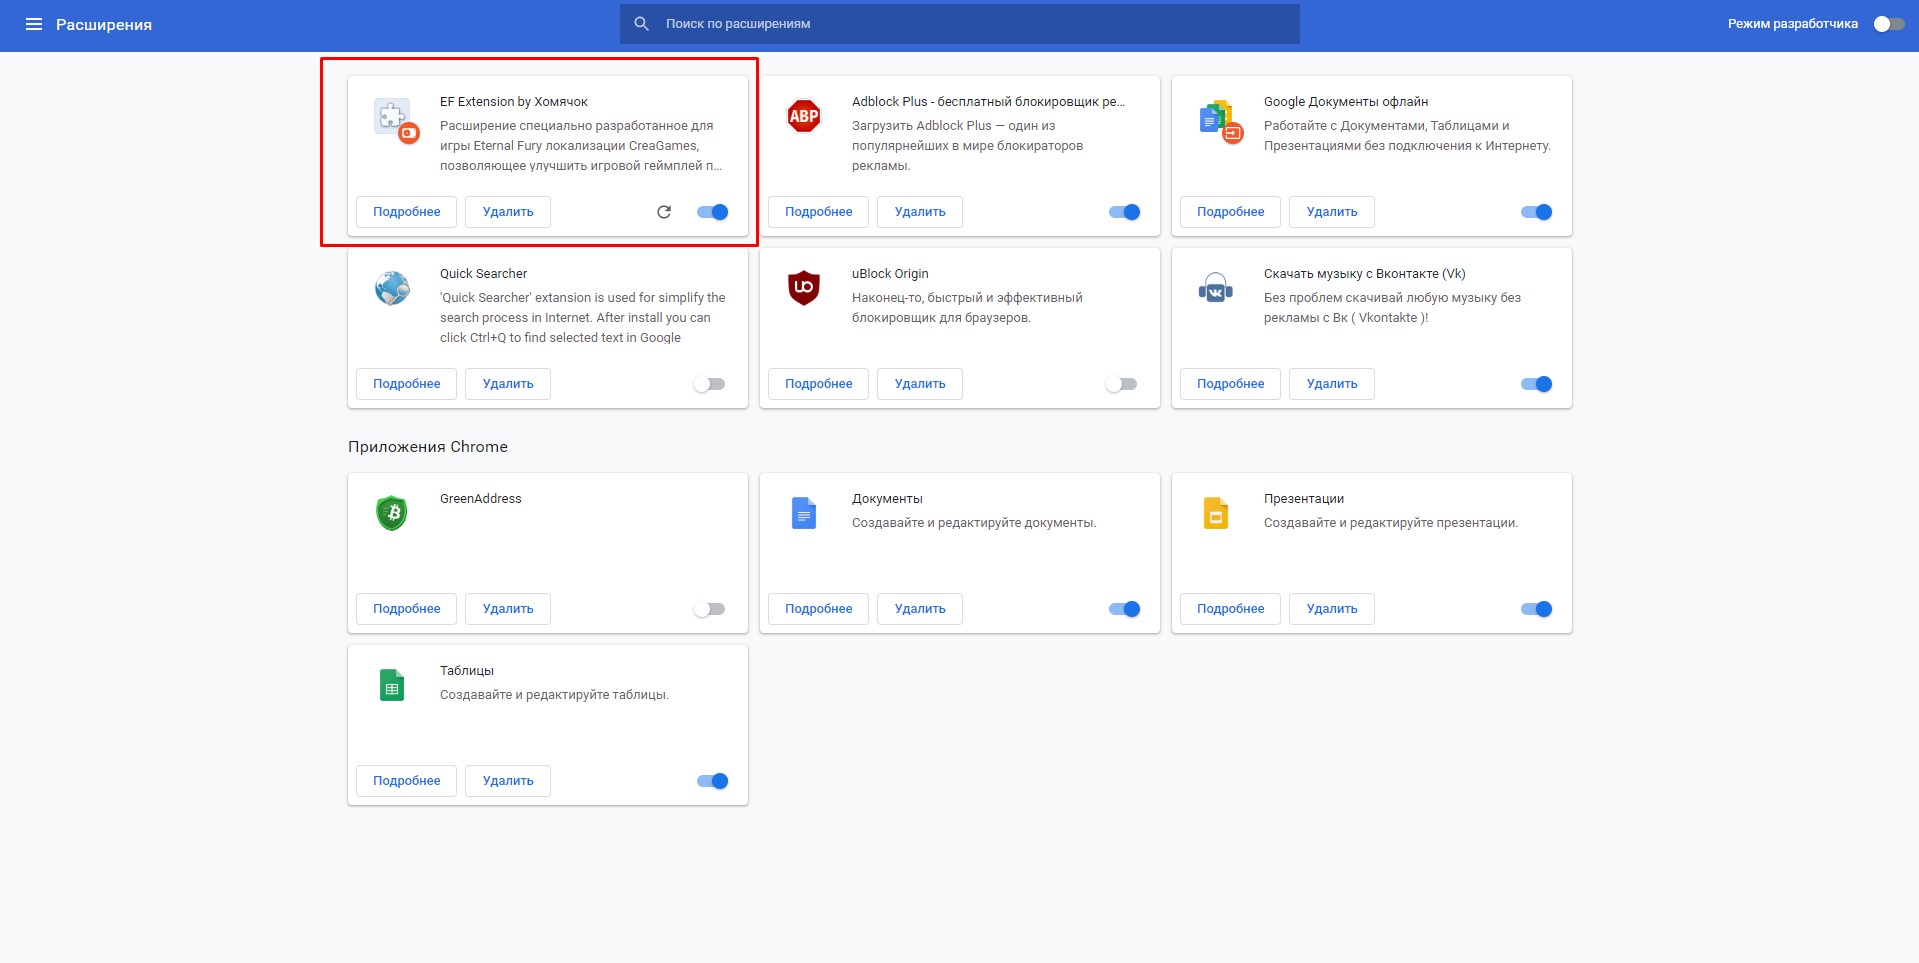 Расширения
Поиск по расширениям
Режим разработчика
EF Extension by Хомячок
Расширение специально разработанное для
игры Eternal Fury локализации CreaGames,
позволяющее улучшить игровой геймплей п...
Подробнее
Удалить
ABP
Adblock Plus - бесплатный блокировщик ре...
Загрузить Adblock Plus — один из
популярнейших в мире блокираторов
рекламы.
Подробнее
Удалить
Google Документы офлайн
Работайте с Документами, Таблицами и
Презентациями без подключения к Интернету.
Подробнее
Удалить
Quick Searcher
'Quick Searcher' extansion is used for simplify the
search process in Internet. After install you can
click Ctrl+Q to find selected text in Google
Подробнее
Удалить
uBlock Origin
Наконец-то, быстрый и эффективный
блокировщик для браузеров.
Подробнее
Удалить
Скачать музыку с Вконтакте (Vk)
Без проблем скачивай любую музыку без
рекламы с Вк ( Vkontakte )!
Подробнее
Удалить
Приложения Chrome
GreenAddress
Подробнее
Удалить
Документы
Создавайте и редактируйте документы.
Подробнее
Удалить
Презентации
Создавайте и редактируйте презентации.
Подробнее
Удалить
Таблицы
Создавайте и редактируйте таблицы.
Подробнее
Удалить